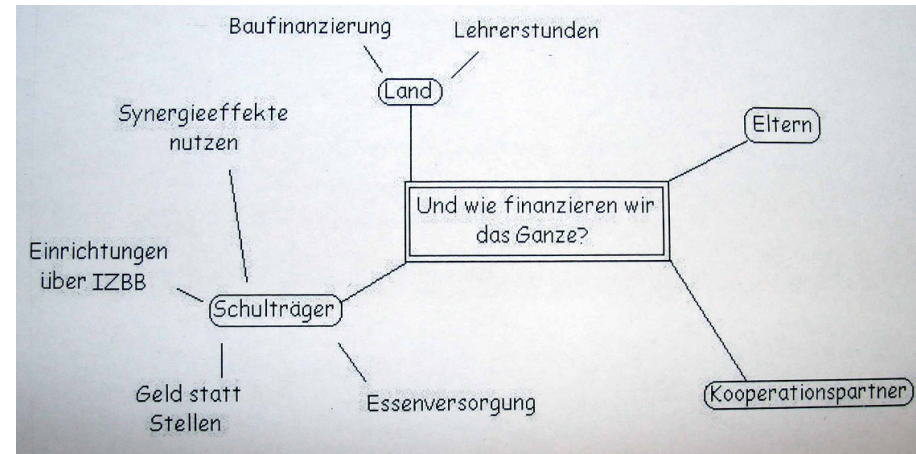 Baufinanzierung
Lehrerstunden
Land
Synergieeffekte
nutzen
Eltern
Und wie finanzieren wir
das Ganze?
Einrichtungen
über IZBB
Schulträger
Geld statt
Stellen
Essenversorgung
Kooperationspartner